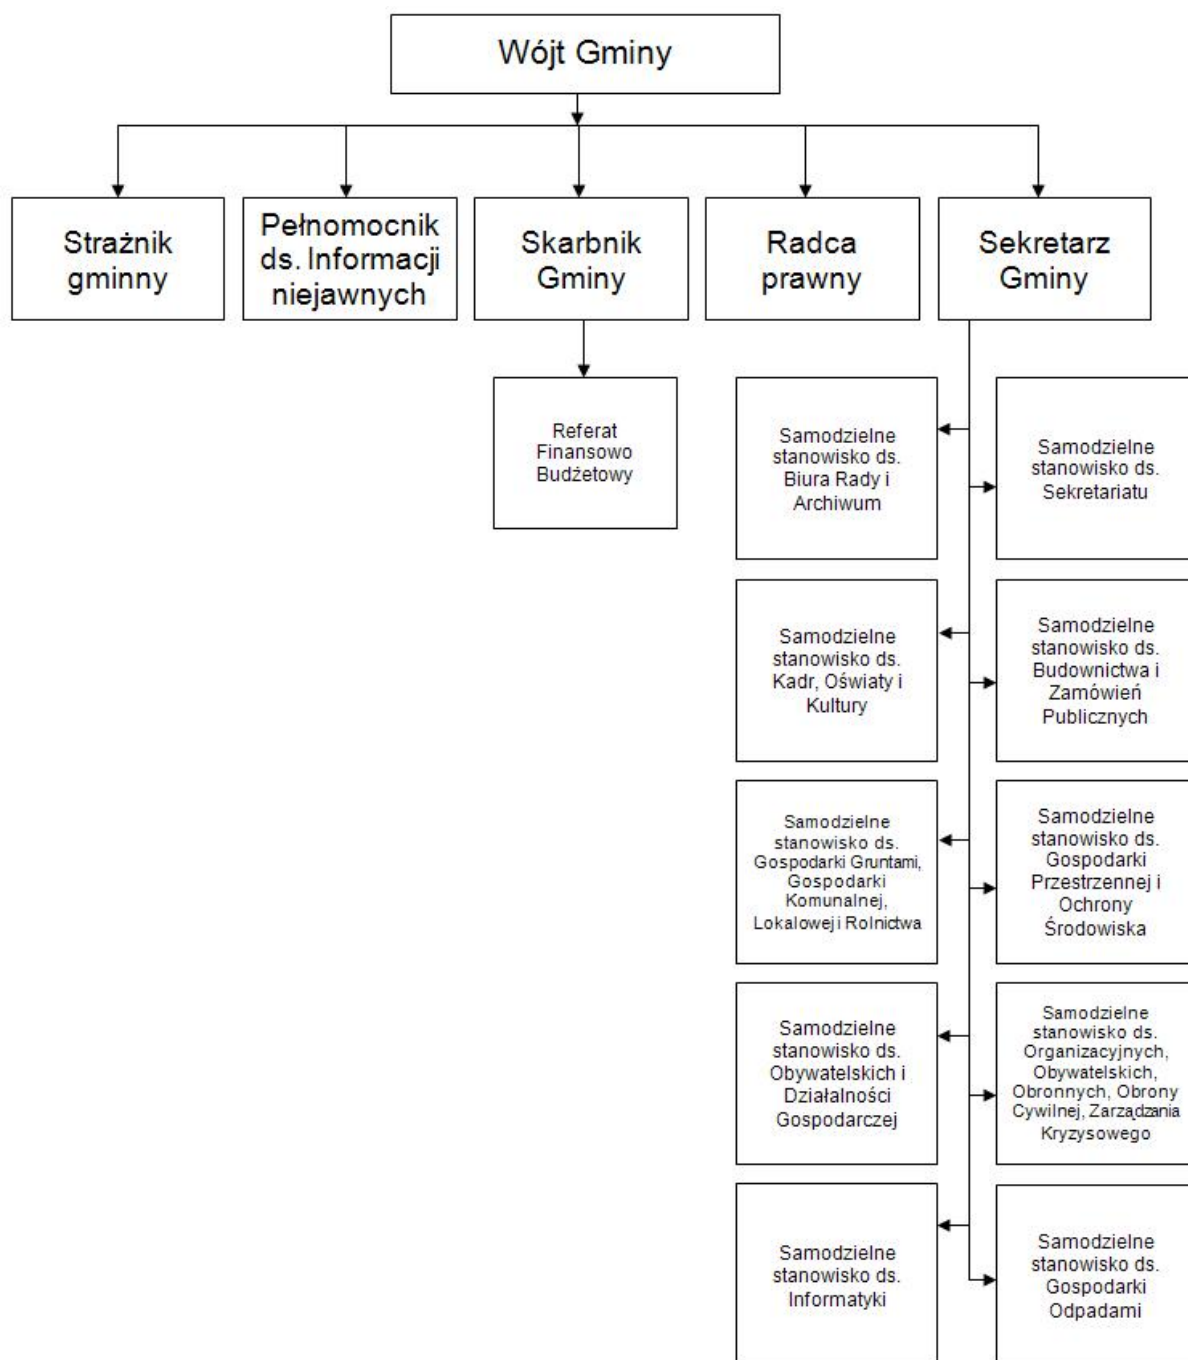 Wójt Gminy
Strażnik
gminny
Pełnomocnik
ds. Informacji
niejawnych
Skarbnik
Gminy
Radca
prawny
Sekretarz
Gminy
Referat
Finansowo
Budżetowy
Samodzielne
stanowisko ds.
Biura Rady i
Archiwum
Samodzielne
stanowisko ds.
Sekretariatu
Samodzielne
stanowisko ds.
Kadr, Oświaty i
Kultury
Samodzielne
stanowisko ds.
Budownictwa i
Zamówień
Publicznych
Samodzielne
stanowisko ds.
Gospodarki Gruntami,
Gospodarki
Komunalnej,
Lokalowej i Rolnictwa
Samodzielne
stanowisko ds.
Gospodarki
Przestrzennej i
Ochrony
Środowiska
Samodzielne
stanowisko ds.
Obywatelskich i
Działalności
Gospodarczej
Samodzielne
stanowisko ds.
Organizacyjnych,
Obywatelskich,
Obronnych, Obrony
Cywilnej, Zarządzania
Kryzysowego
Samodzielne
stanowisko ds.
Informatyki
Samodzielne
stanowisko ds.
Gospodarki
Odpadami